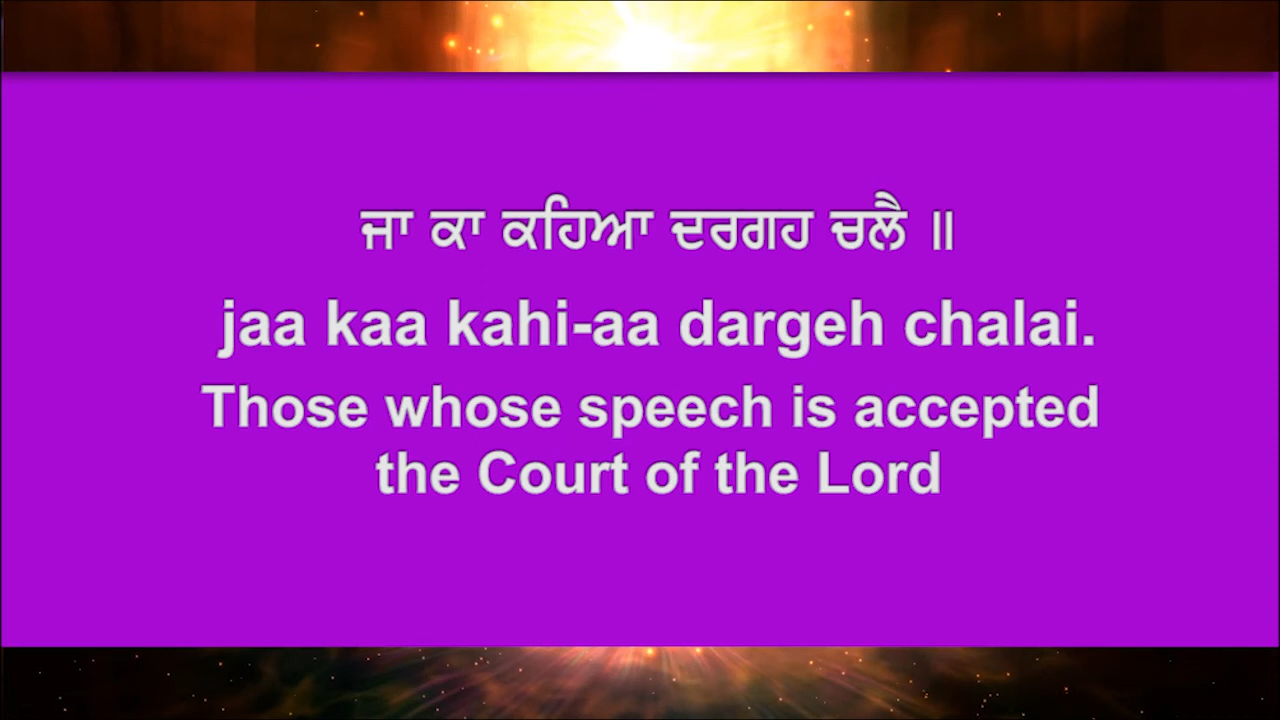 ਜਾ ਕਾ ਕਹਿਆ ਦਰਗਹ ਚਲੈ ॥
jaa kaa kahi-aa dargeh chalai.
Those whose speech is accepted
the Court of the Lord